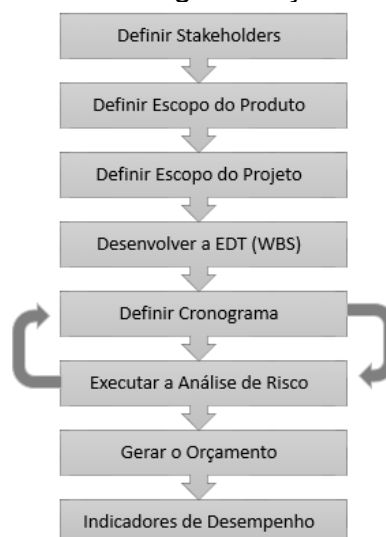 Definir Stakeholders
Definir Escopo do Produto
Definir Escopo do Projeto
Desenvolver a EDT (WBS)
Definir Cronograma
Executar a Análise de Risco
Gerar o Orçamento
Indicadores de Desempenho